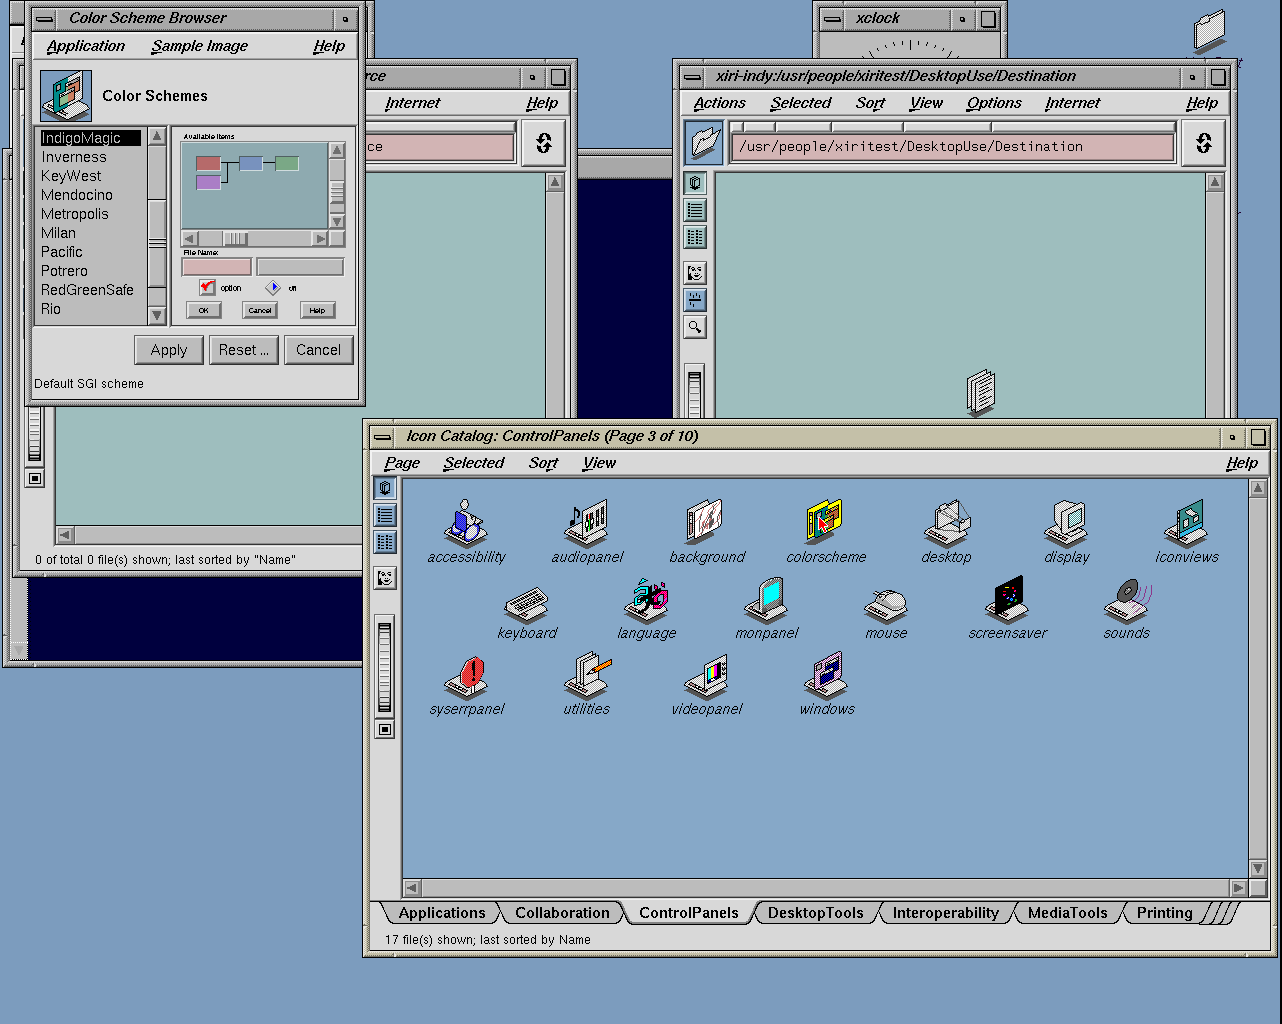 Color Scheme Browser
Application Sample Image Help
Color Schemes
IndigoMagic
Inverness
KeyWest
Mendocino
Metropolis
Milan
Pacific
Potrero
RedGreenSafe
Rio
Available Items
File Name:
option
OK Cancel Help
Apply Reset ... Cancel
Default SGI scheme
Internet Help
0 of total 0 file(s) shown; last sorted by "Name"
xclock
xiri-indy:/usr/people/xiritest/DesktopUse/Destination
Actions Selected Sort View Options Internet Help
/usr/people/xiritest/DesktopUse/Destination
Icon Catalog: ControlPanels (Page 3 of 10)
Page Selected Sort View Help
accessibility audiopanel background colorscheme desktop display iconviews
keyboard language monpanel mouse screensaver sounds
syserrpanel utilities videopanel windows
Applications Collaboration ControlPanels DesktopTools Interoperability MediaTools Printing
17 file(s) shown; last sorted by Name